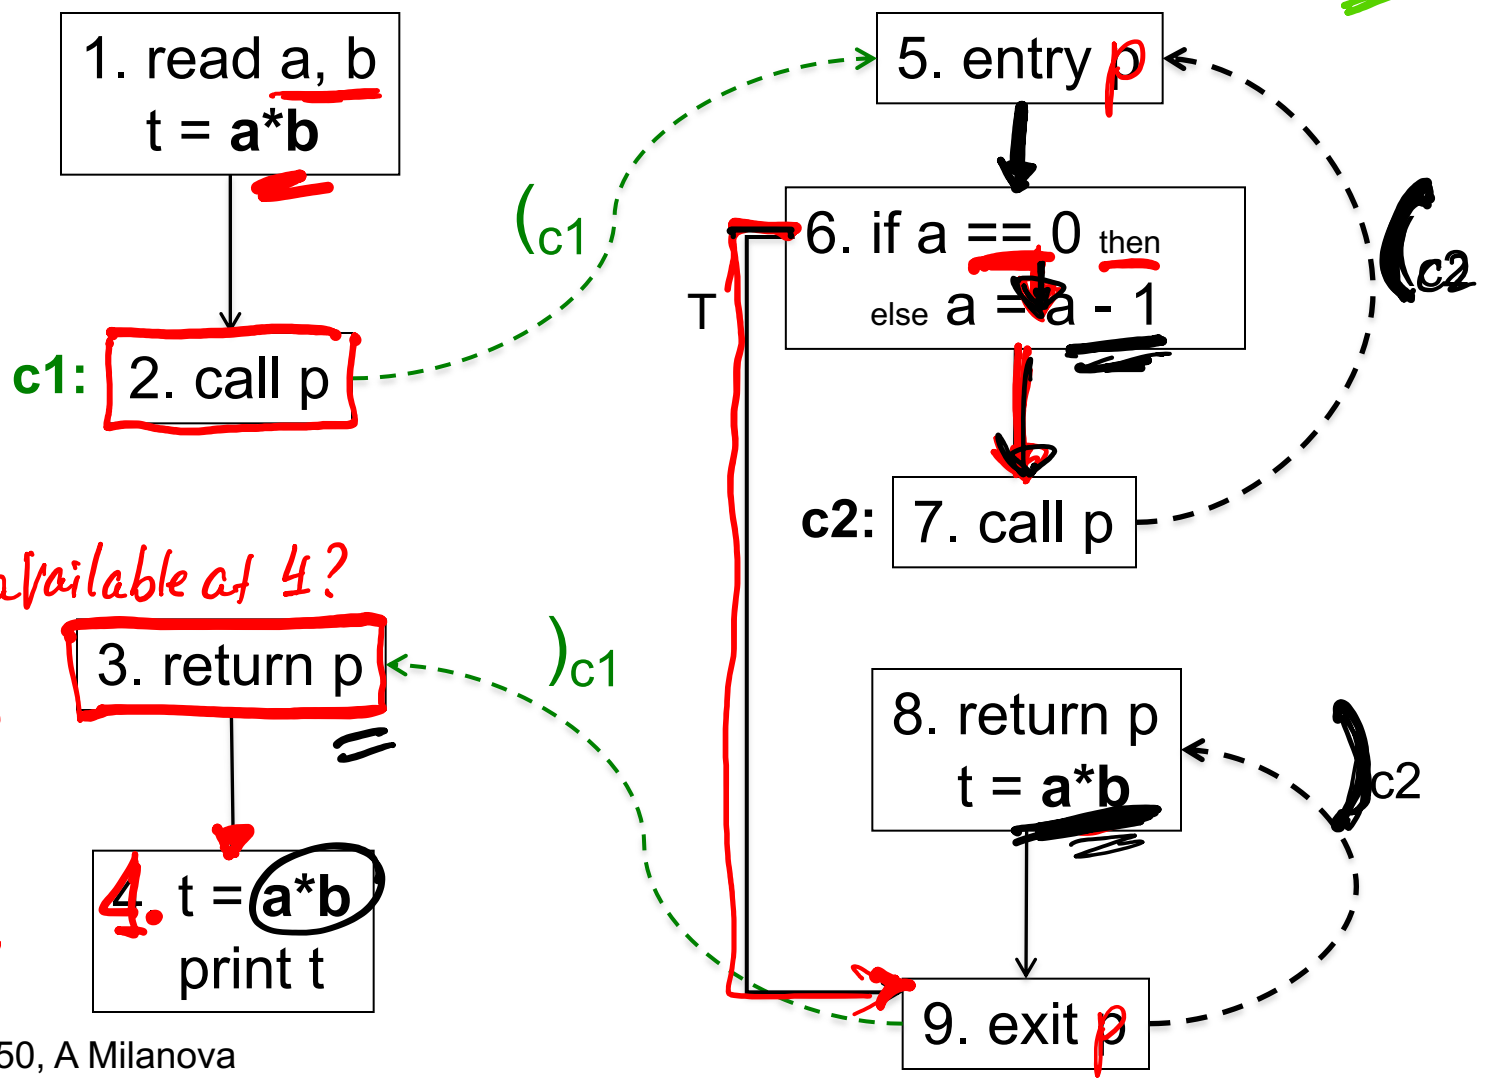 1. read a, b
t = a*b
c1: 2. call p
(c1
5. entry p
6. if a == 0 then
else a = a - 1
T
(c2
c2: 7. call p
available at 4?
3. return p
)c1
8. return p
t = a*b
)c2
4. t = a*b
print t
9. exit p
50, A Milanova